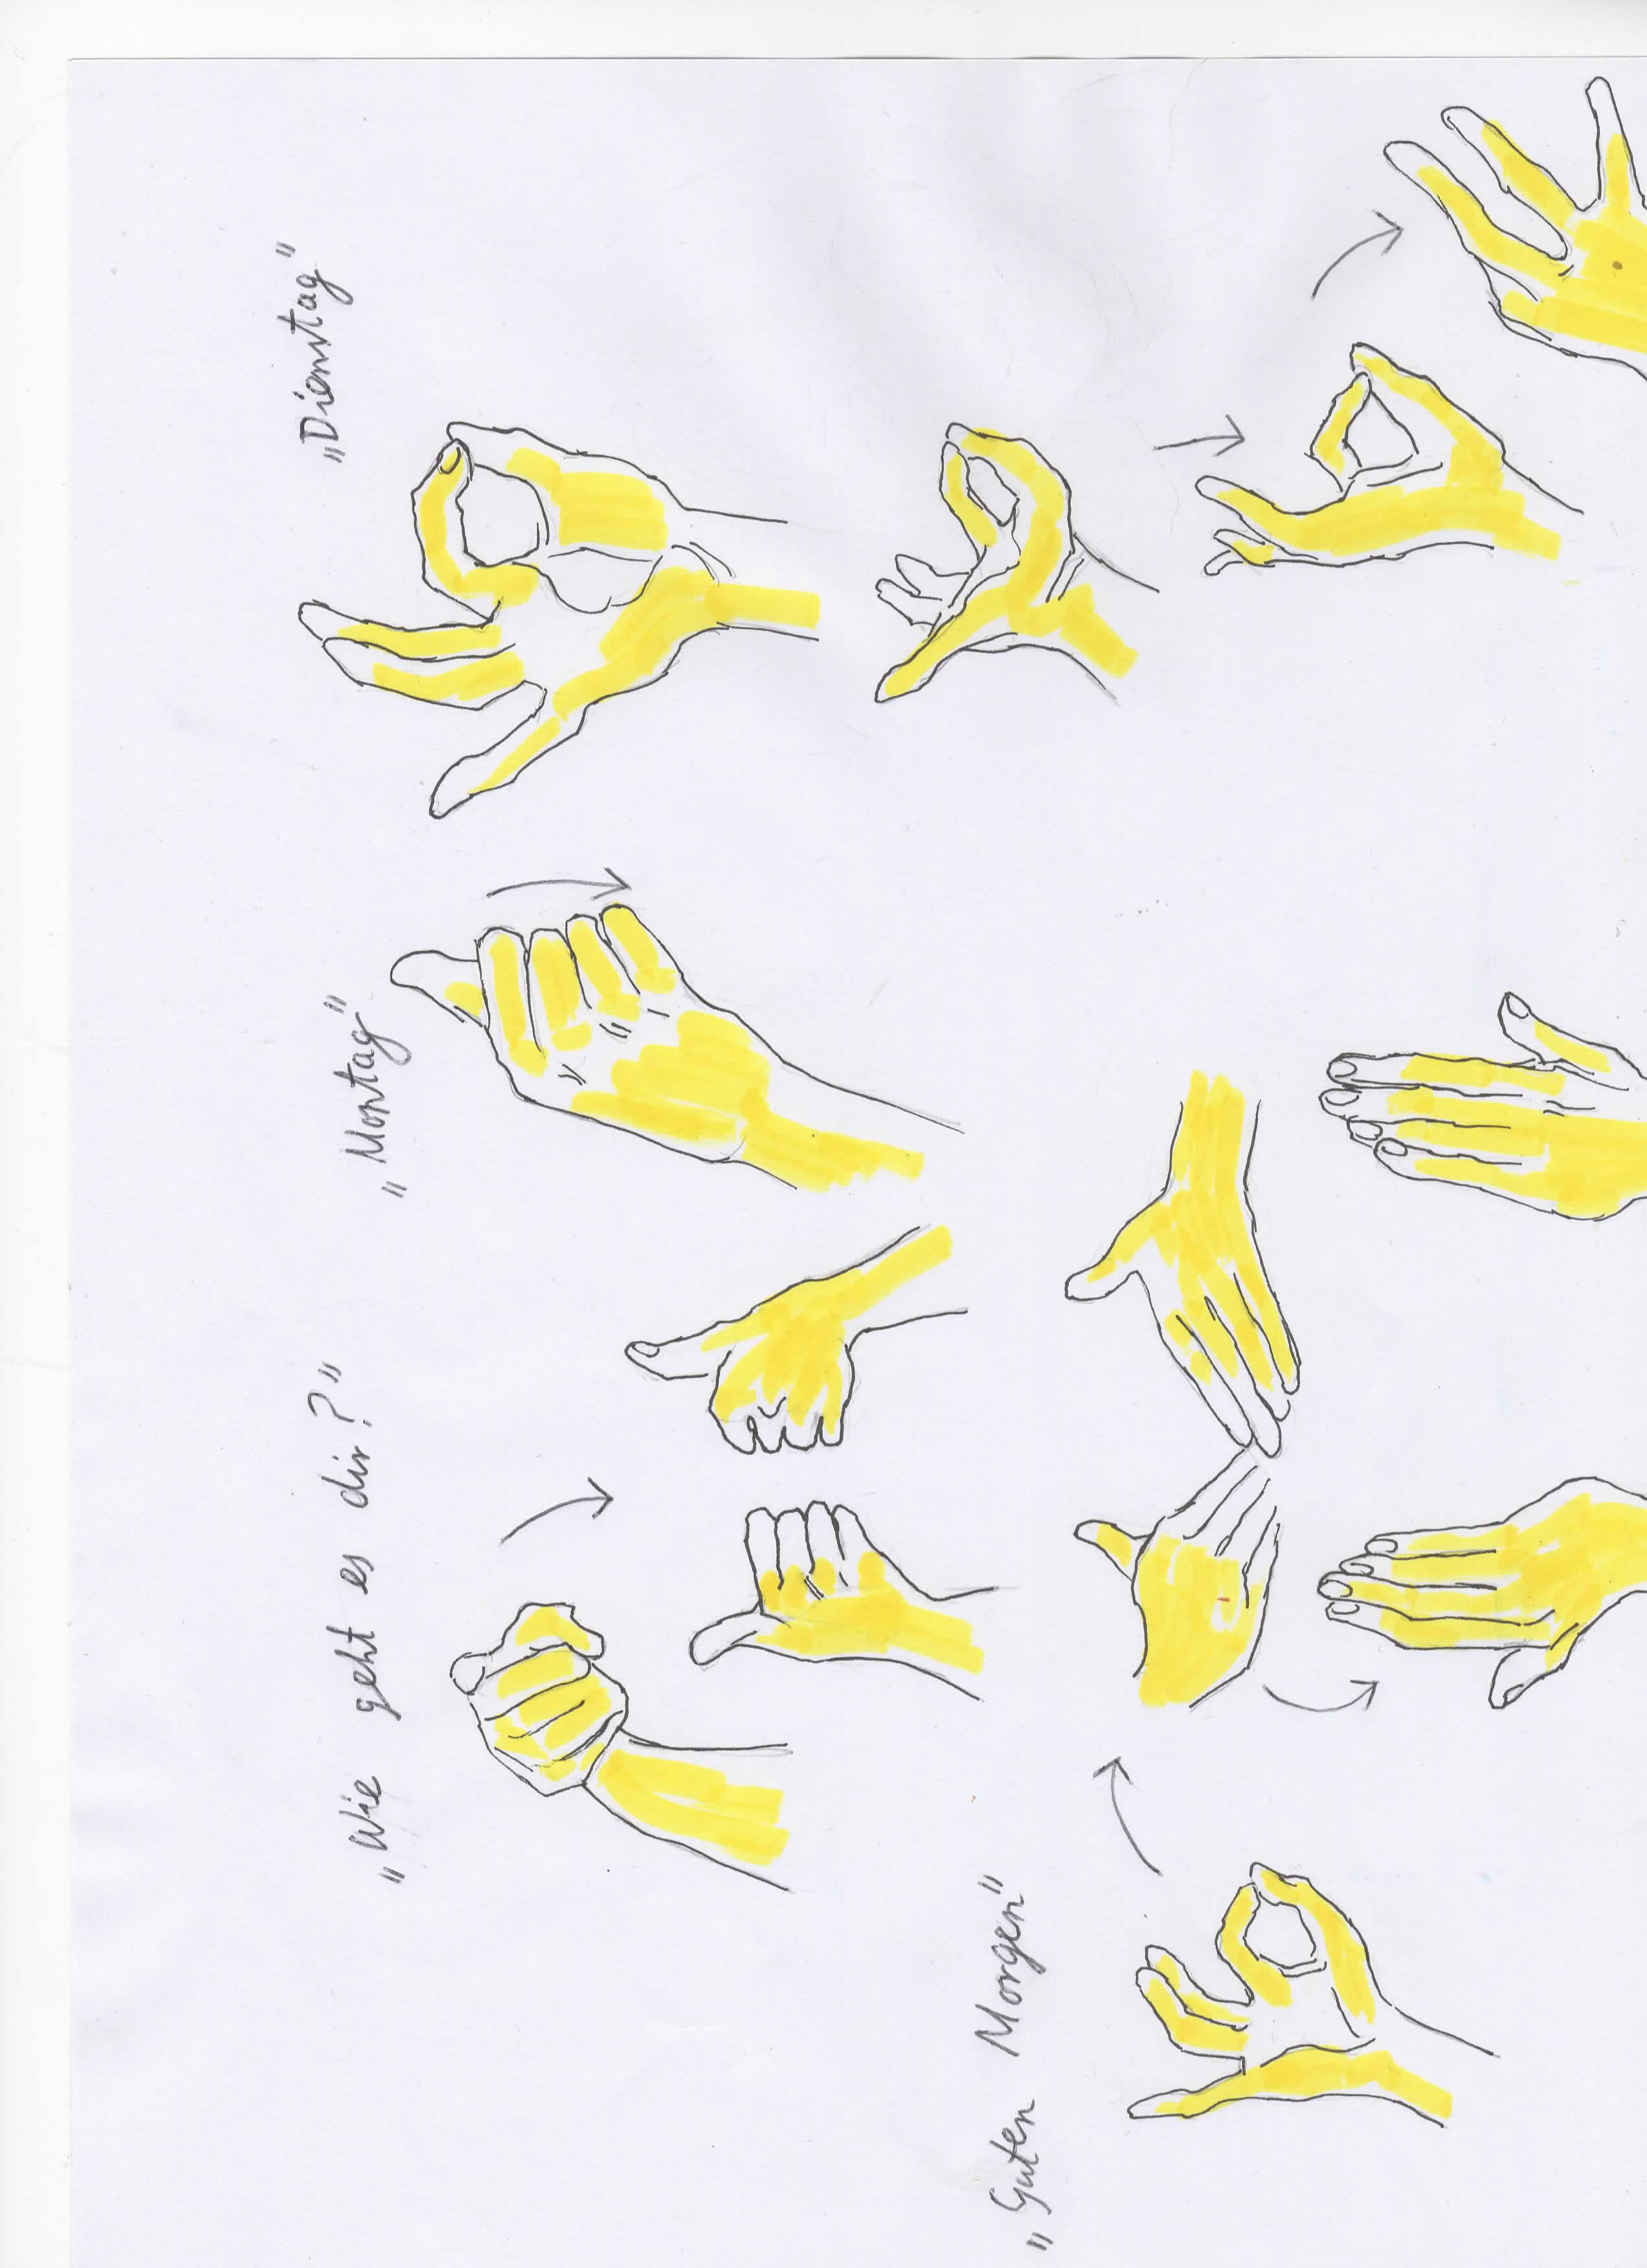 „Wie geht es dir?”
„Montag”
„Dienstag”
„Guten Morgen”